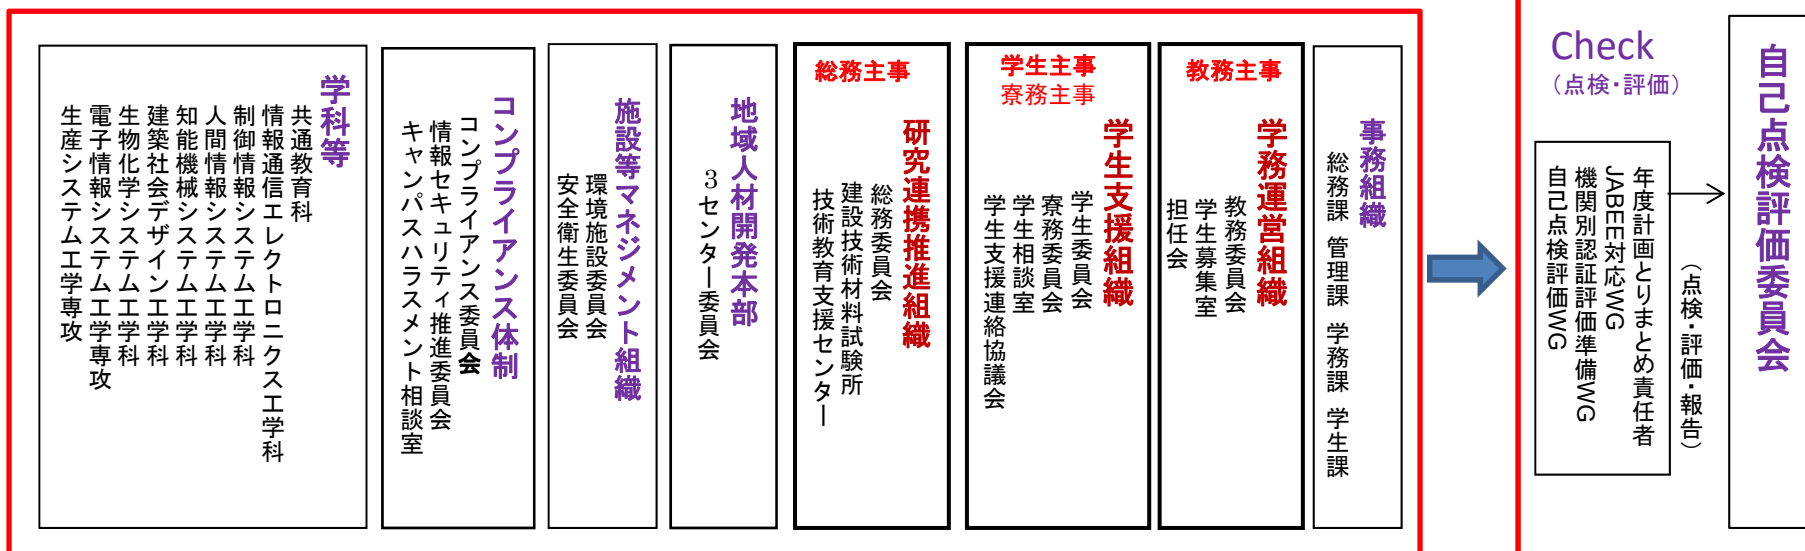 学科等
共通教育科
情報通信エレクトロニクス工学科
制御情報システム工学科
人間情報システム工学科
知能機械システム工学科
建築社会デザイン工学科
生物化学システム工学科
電子情報システム工学専攻
生産システム工学専攻
コンプライアンス体制
コンプライアンス委員会
情報セキュリティ推進委員会
キャンパスハラスメント相談室
施設等マネジメント組織
環境施設委員会
安全衛生委員会
地域人材開発本部
3センター委員会
総務主事
研究連携推進組織
総務委員会
建設技術材料試験所
技術教育支援センター
学生主事
寮務主事
学生支援組織
学生委員会
寮務委員会
学生相談室
学生支援連絡協議会
教務主事
学務運営組織
教務委員会
学生募集室
担任会
事務組織
総務課 管理課 学務課 学生課
Check
（点検・評価）
年度計画とりまとめ責任者
JABEE対応WG
機関別認証評価準備WG
自己点検評価WG
（点検・評価・報告）
自己点検評価委員会